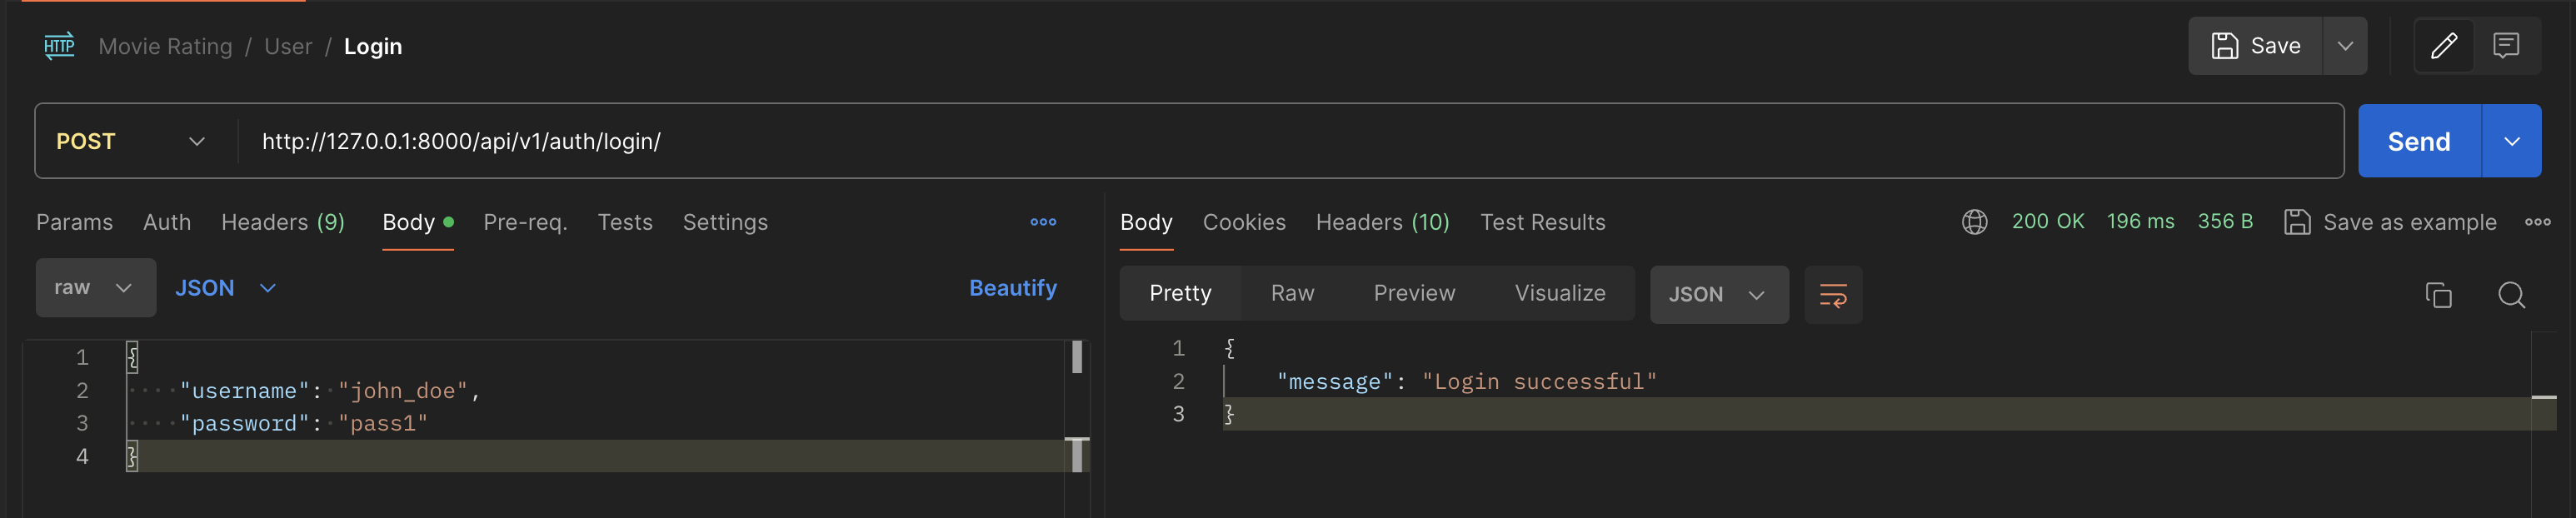 HTTP Movie Rating / User / Login
Save
POST http://127.0.0.1:8000/api/v1/auth/login/ Send
Params Auth Headers (9) Body Pre-req. Tests Settings
raw JSON Beautify
1 {
2 "username": "john_doe",
3 "password": "pass1"
4 }
Body Cookies Headers (10) Test Results 200 OK 196 ms 356 B Save as example
Pretty Raw Preview Visualize JSON
1 {
2 "message": "Login successful"
3 }